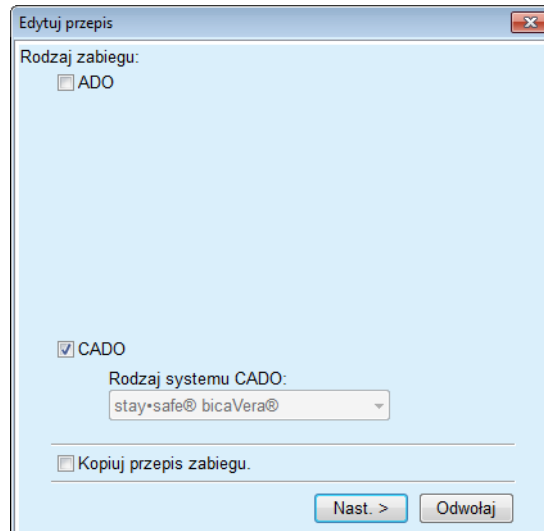 Edytuj przepis
Rodzaj zabiegu:
ADO
CADO
Rodzaj systemu CADO:
stay•safe® bicaVera®
Kopiuj przepis zabiegu.
Nast. > Odwołaj